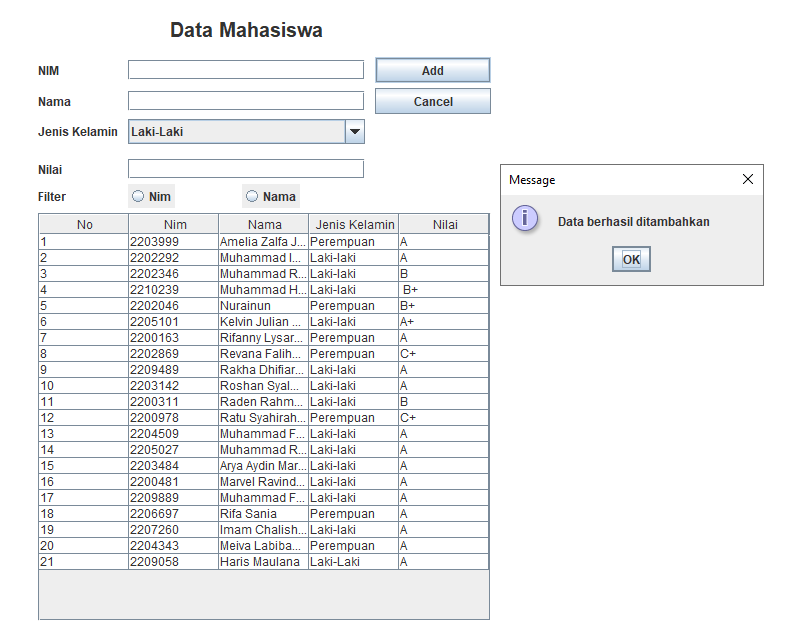 Data Mahasiswa
NIM
Add
Nama
Cancel
Jenis Kelamin Laki-Laki
Nilai
Filter Nim Nama
No Nim Nama Jenis Kelamin Nilai
1 2203999 Amelia Zalfa J... Perempuan A
2 2202292 Muhammad I... Laki-laki A
3 2202346 Muhammad R... Laki-laki B
4 2210239 Muhammad H... Laki-laki B+
5 2202046 Nurainun Perempuan B+
6 2205101 Kelvin Julian ... Laki-laki A+
7 2200163 Rifanny Lysar... Perempuan A
8 2202869 Revana Falih... Perempuan C+
9 2209489 Rakha Dhifiar... Laki-laki A
10 2203142 Roshan Syal... Laki-laki A
11 2200311 Raden Rahm... Laki-laki B
12 2200978 Ratu Syahirah... Perempuan C+
13 2204509 Muhammad F... Laki-laki A
14 2205027 Muhammad R... Laki-laki A
15 2203484 Arya Aydin Mar... Laki-laki A
16 2200481 Marvel Ravind... Laki-laki A
17 2209889 Muhammad F... Laki-laki A
18 2206697 Rifa Sania Perempuan A
19 2207260 Imam Chalish... Laki-laki A
20 2204343 Meiva Labiba... Perempuan A
21 2209058 Haris Maulana Laki-Laki A
Message
Data berhasil ditambahkan
OK